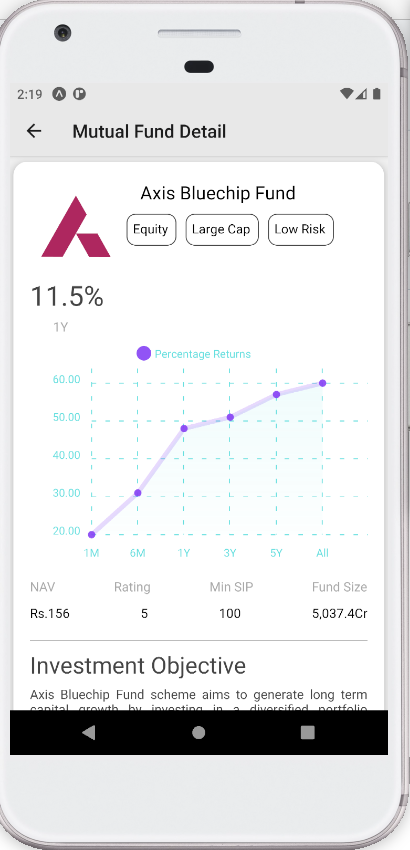 2:19
Mutual Fund Detail
Axis Bluechip Fund
Equity Large Cap Low Risk
11.5%
1Y
Percentage Returns
60.00
50.00
40.00
30.00
20.00
1M 6M 1Y 3Y 5Y All
NAV Rating Min SIP Fund Size
Rs.156 5 100 5,037.4Cr
Investment Objective
Axis Bluechip Fund scheme aims to generate long term
capital growth by investing in a diversified portfolio